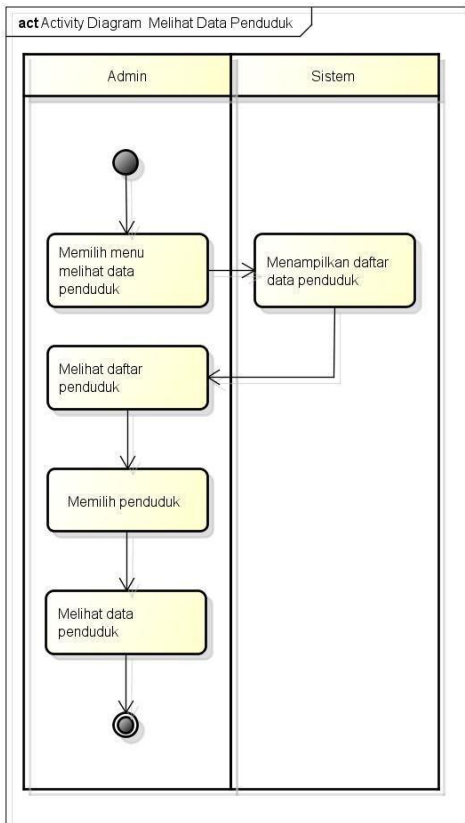 act Activity Diagram Melihat Data Penduduk
Admin
Sistem
Memilih menu
melihat data
penduduk
Menampilkan daftar
data penduduk
Melihat daftar
penduduk
Memilih penduduk
Melihat data
penduduk